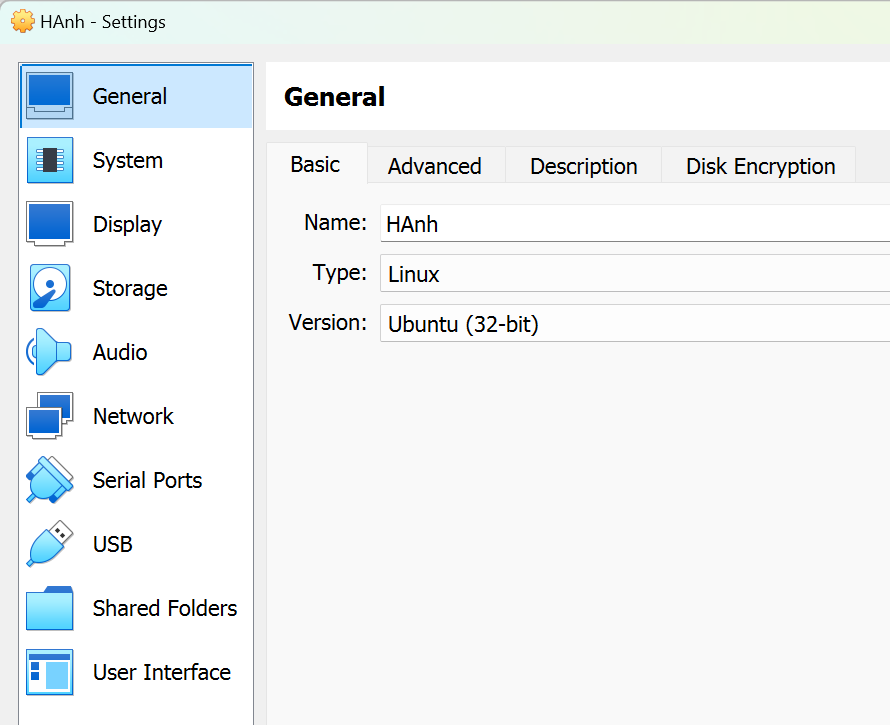 HAnh - Settings
General
System
Display
Storage
Audio
Network
Serial Ports
USB
Shared Folders
User Interface
General
Basic Advanced Description Disk Encryption
Name: HAnh
Type: Linux
Version: Ubuntu (32-bit)